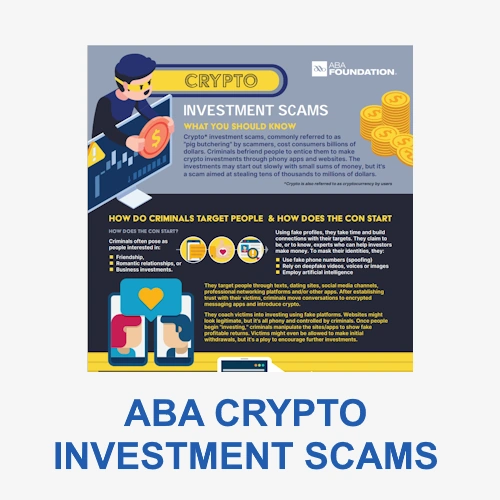 CRYPTO
ABA
FOUNDATION®
INVESTMENT SCAMS
WHAT YOU SHOULD KNOW
Crypto* investment scams, commonly referred to as
"pig butchering" by scammers, cost consumers billions of
dollars. Criminals befriend people to entice them to make
crypto investments through phony apps and websites. The
investments may start out slowly with small sums of money, but it's
a scam aimed at stealing tens of thousands to millions of dollars.
*Crypto is also referred to as cryptocurrency by users
HOW DO CRIMINALS TARGET PEOPLE & HOW DOES THE CON START
HOW DOES THE CON START?
Criminals often pose as
people interested in:
Friendship,
Romantic relationships, or
Business investments.
Using fake profiles, they take time and build
connections with their targets. They claim to
be, or to know, experts who can help investors
make money. To mask their identities, they:
Use fake phone numbers (spoofing)
Rely on deepfake videos, voices or images
Employ artificial intelligence
They target people through texts, dating sites, social media channels,
professional networking platforms and/or other apps. After establishing
trust with their victims, criminals move conversations to encrypted
messaging apps and introduce crypto.
They coach victims into investing using fake platforms. Websites might
look legitimate, but it's all phony and controlled by criminals. Once people
begin "investing," criminals manipulate the sites/apps to show fake
profitable returns. Victims might even be allowed to make initial
withdrawals, but it's a ploy to encourage further investments.
ABA CRYPTO
INVESTMENT SCAMS